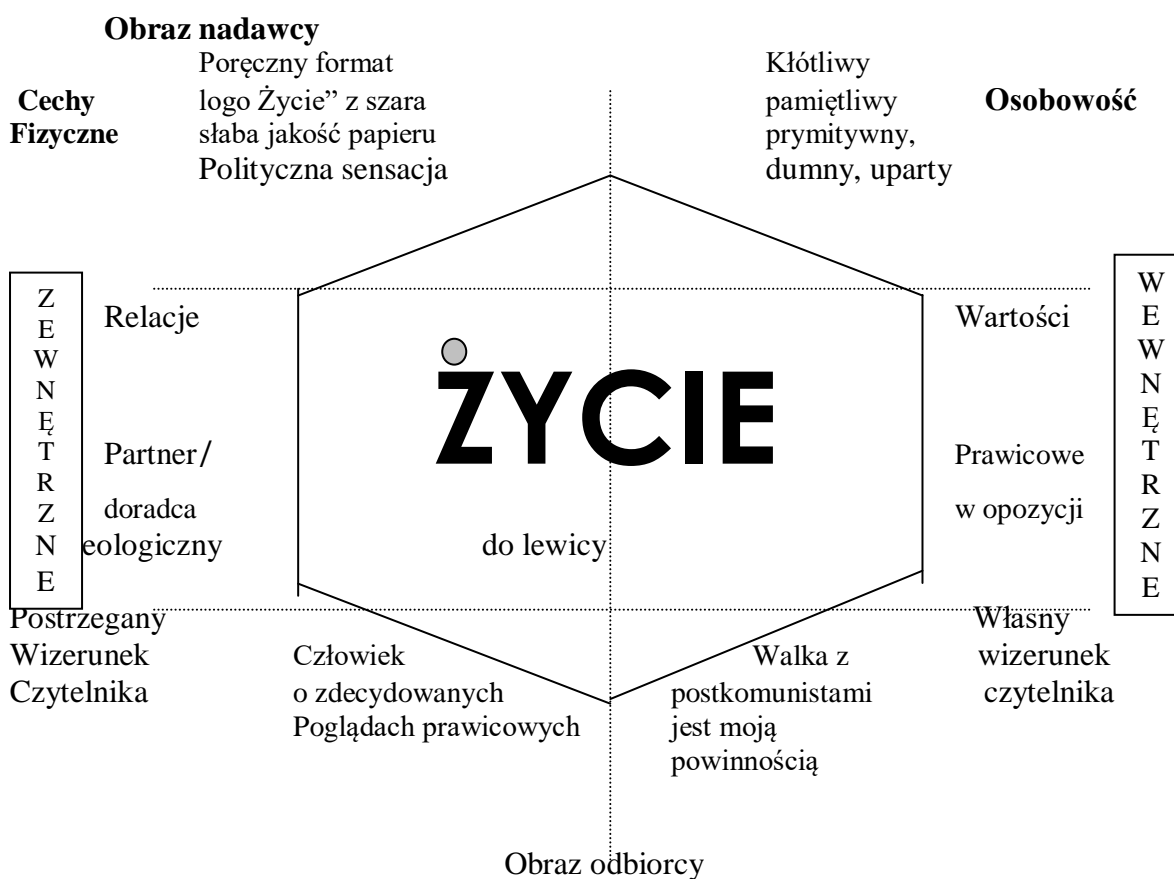 Obraz nadawcy
Poręczny format
logo Życie” z szara
słaba jakość papieru
Polityczna sensacja
Cechy
Fizyczne
Kłótliwy
pamiętliwy
prymitywny,
dumny, uparty
Osobowość
ZEWNĘTRZNE
Relacje
Partner/
doradca
eologiczny
ŻYCIE
do lewicy
Wartości
Prawicowe
w opozycji
WEWNĘTRZNE
Postrzegany
Wizerunek
Czytelnika
Człowiek
o zdecydowanych
Poglądach prawicowych
Walka z
postkomunistami
jest moją
powinnością
Własny
wizerunek
czytelnika
Obraz odbiorcy